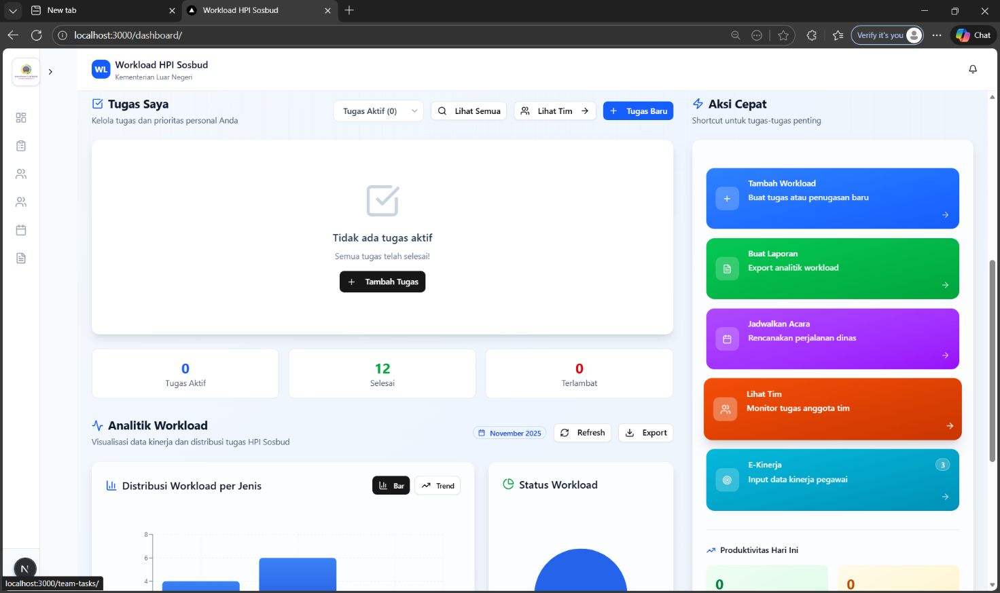 New tab
Workload HPI Sosbud
localhost:3000/dashboard/
Verify it's you
Chat
WL
Workload HPI Sosbud
Kementerian Luar Negeri
Tugas Saya
Kelola tugas dan prioritas personal Anda
Tugas Aktif (0)
Lihat Semua
Lihat Tim
Tugas Baru
Tidak ada tugas aktif
Semua tugas telah selesai!
Tambah Tugas
0
Tugas Aktif
12
Selesai
0
Terlambat
Analitik Workload
Visualisasi data kinerja dan distribusi tugas HPI Sosbud
November 2025
Refresh
Export
Distribusi Workload per Jenis
Bar
Trend
8
6
4
Status Workload
Aksi Cepat
Shortcut untuk tugas-tugas penting
Tambah Workload
Buat tugas atau penugasan baru
Buat Laporan
Export analitik workload
Jadwalkan Acara
Rencanakan perjalanan dinas
Lihat Tim
Monitor tugas anggota tim
E-Kinerja
3
Input data kinerja pegawai
Produktivitas Hari Ini
0
0
N
localhost:3000/team-tasks/